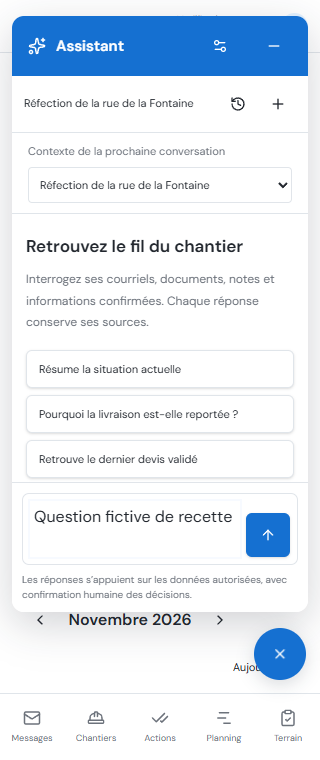 Assistant
Réfection de la rue de la Fontaine
Contexte de la prochaine conversation
Réfection de la rue de la Fontaine
Retrouvez le fil du chantier
Interrogez ses courriels, documents, notes et
informations confirmées. Chaque réponse
conserve ses sources.
Résume la situation actuelle
Pourquoi la livraison est-elle reportée ?
Retrouve le dernier devis validé
Question fictive de recette
Les réponses s'appuient sur les données autorisées, avec
confirmation humaine des décisions.
Novembre 2026
Messages
Chantiers
Actions
Planning
Terrain